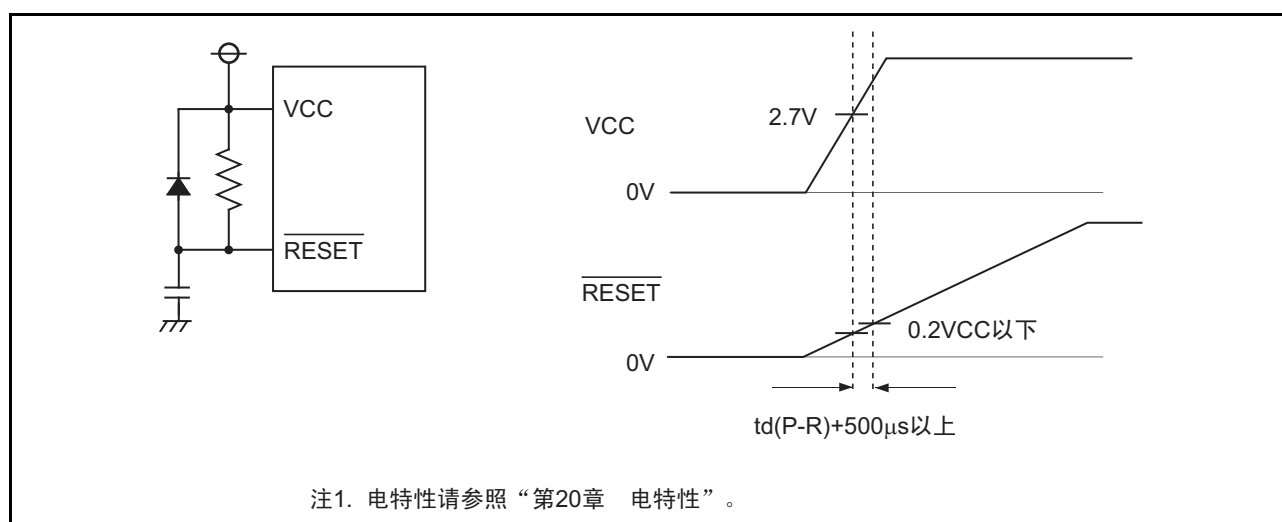 VCC
RESET
VCC
2.7V
0V
RESET
0.2VCC以下
0V
td(P-R)+500μs以上
注1. 电特性请参照“第20章　电特性”。